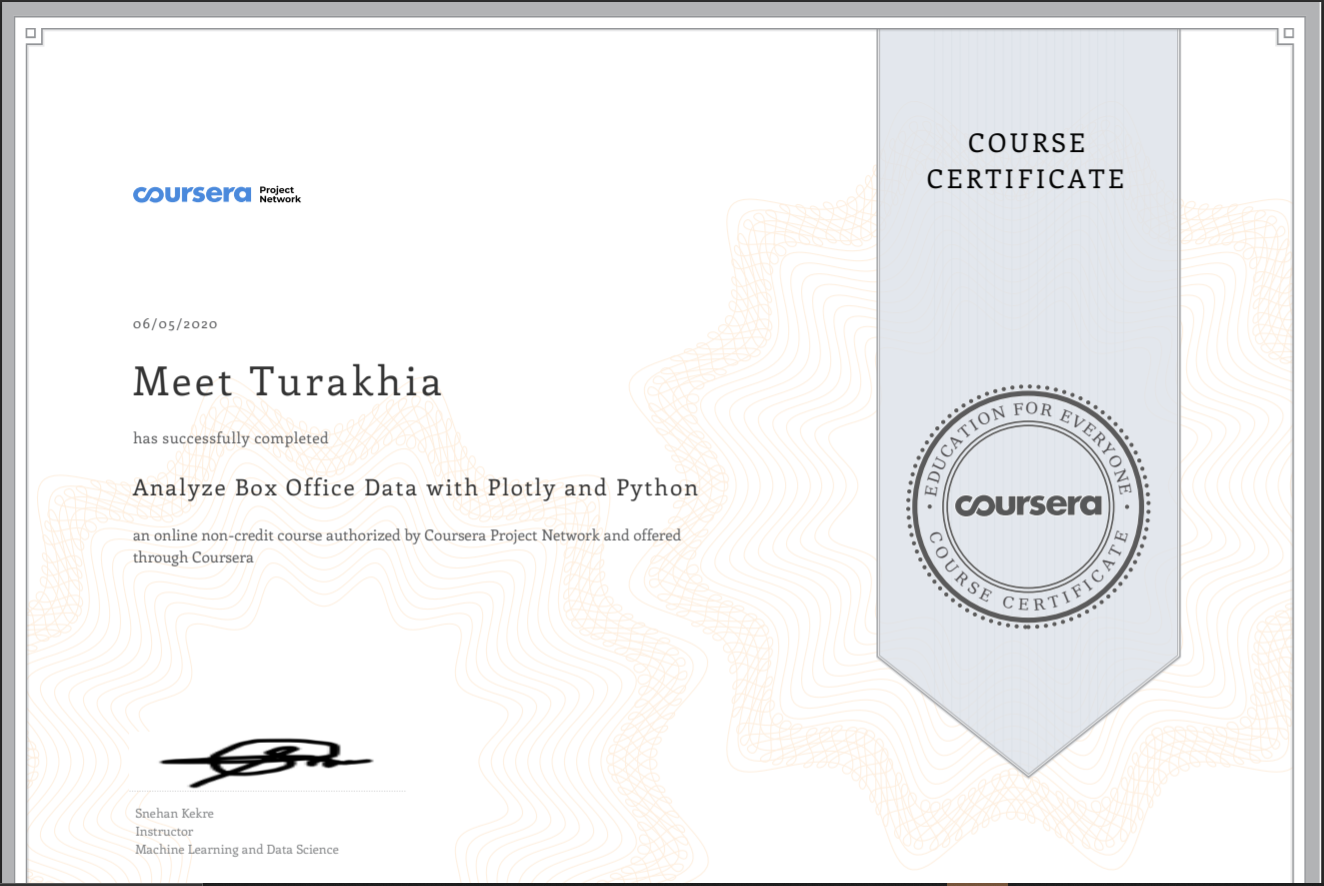 COURSE
CERTIFICATE
coursera Project
Network
06/05/2020
Meet Turakhia
has successfully completed
Analyze Box Office Data with Plotly and Python
an online non-credit course authorized by Coursera Project Network and offered
through Coursera
EDUCATION FOR EVERYONE
coursera
COURSE CERTIFICATE
Snehan Kekre
Instructor
Machine Learning and Data Science